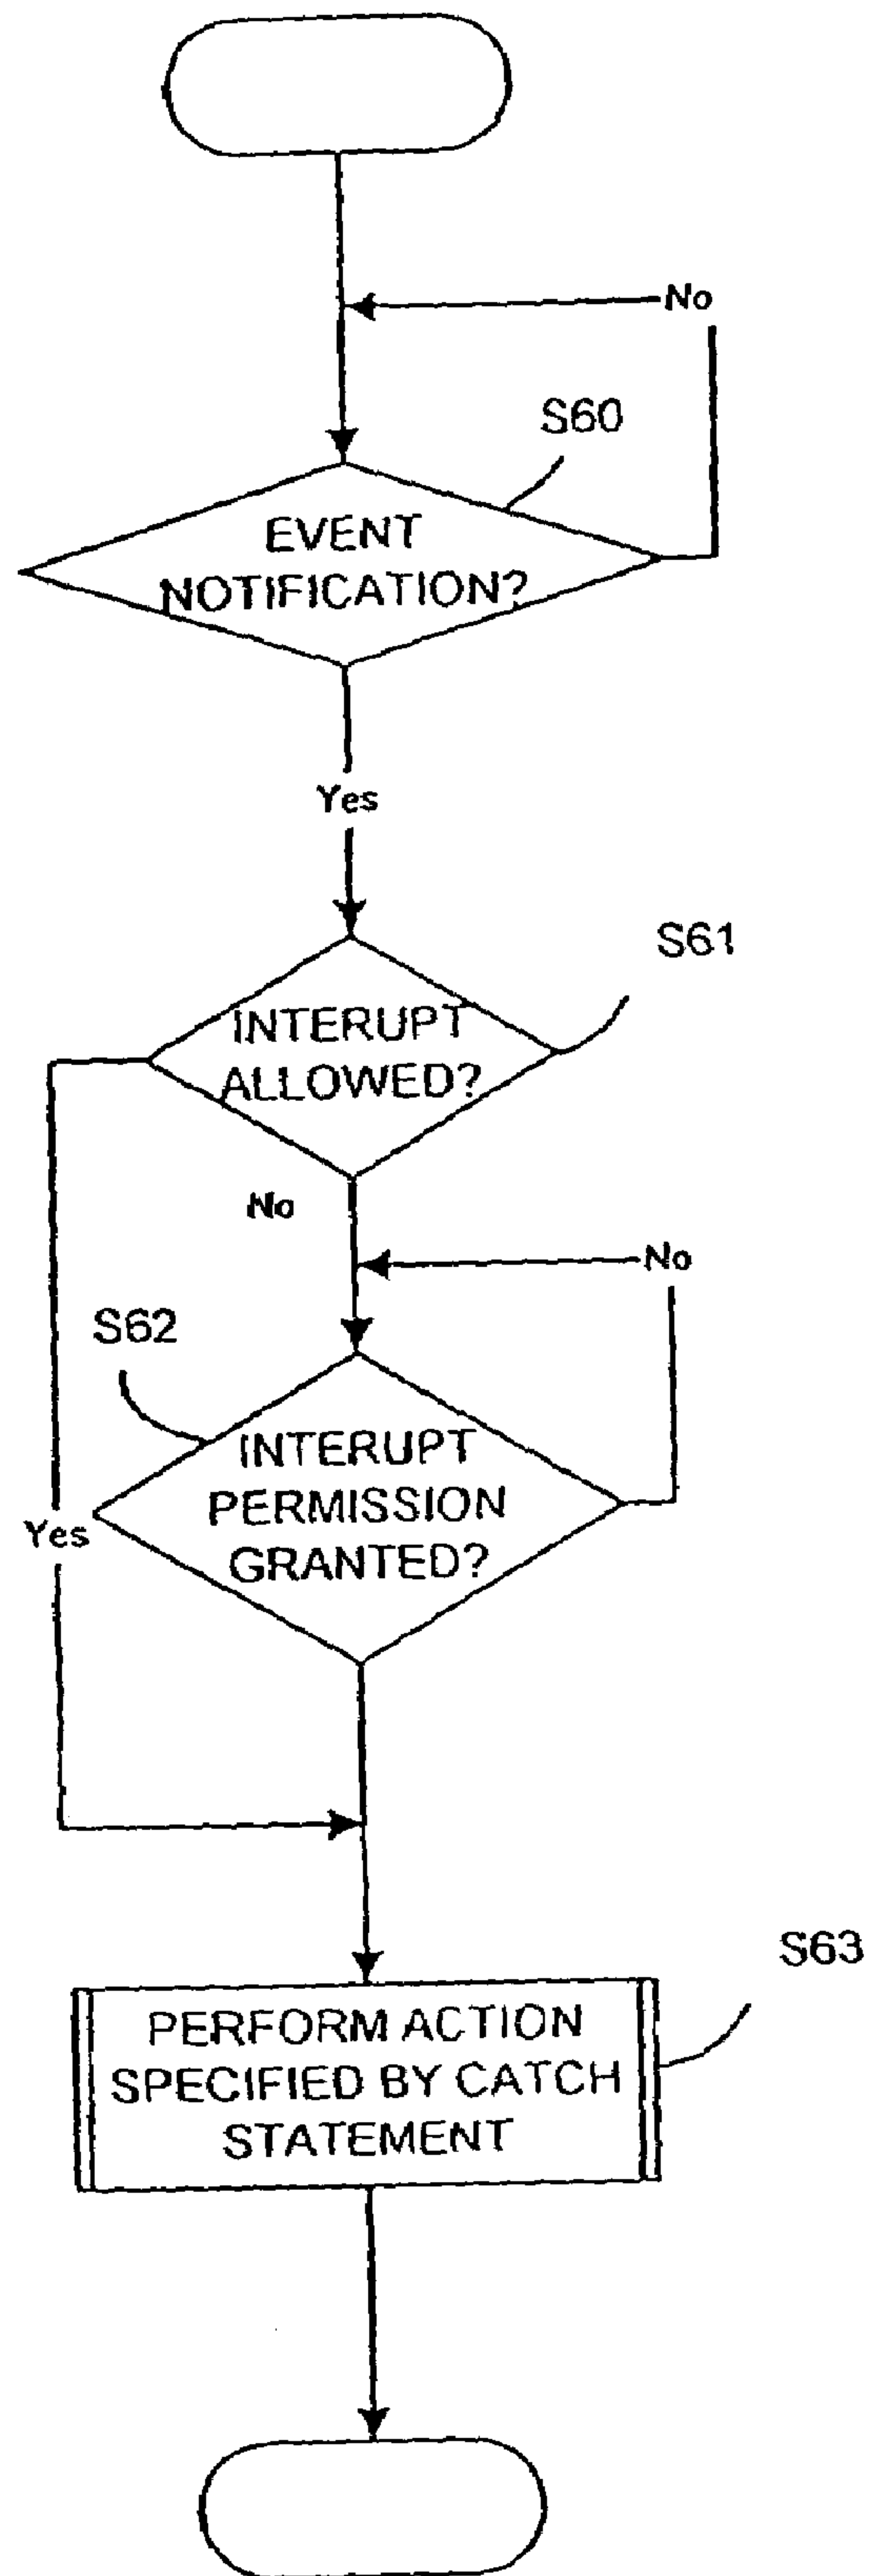 No
S60
EVENT
NOTIFICATION?
Yes
S61
INTERUPT
ALLOWED?
No
No
S62
INTERUPT
PERMISSION
GRANTED?
Yes
S63
PERFORM ACTION
SPECIFIED BY CATCH
STATEMENT